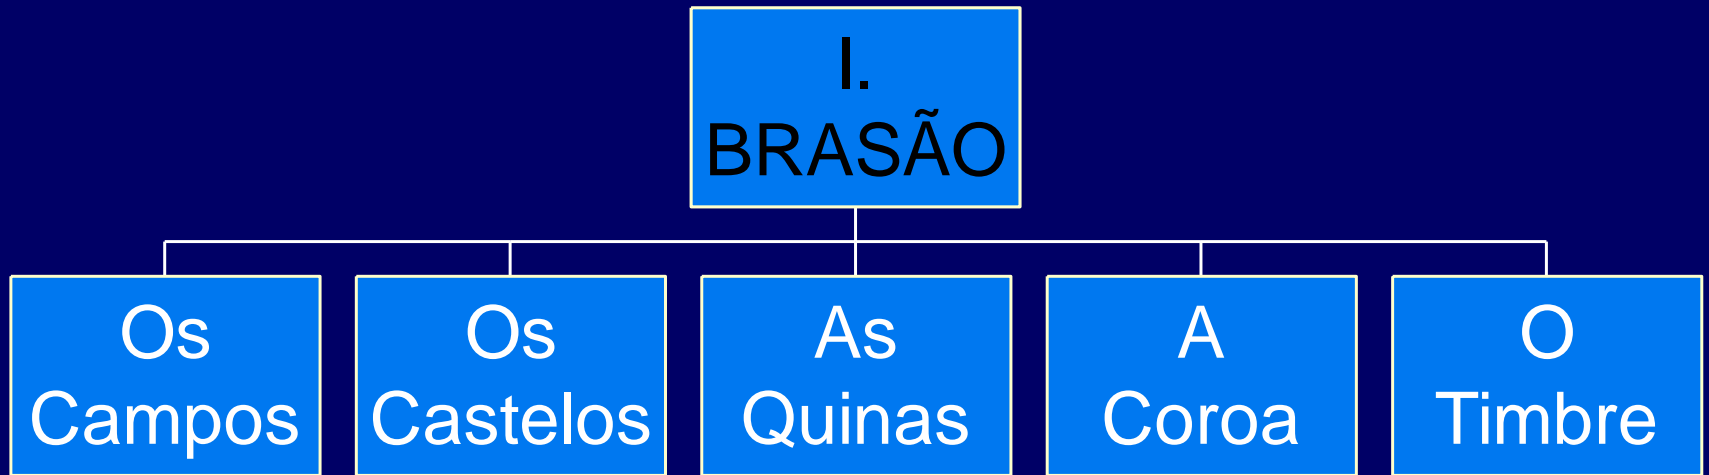 I.
BRASÃO
Os
Campos
Os
Castelos
As
Quinas
A
Coroa
O
Timbre